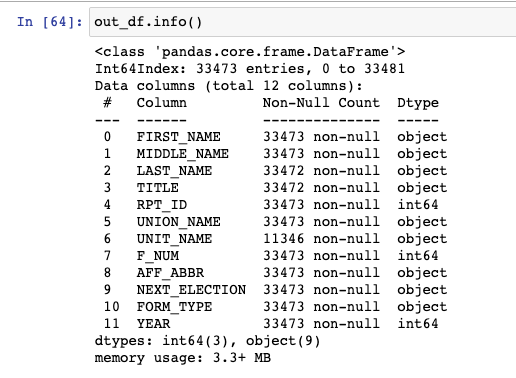 In [64]: out_df.info()
<class 'pandas.core.frame.DataFrame'>
Int64Index: 33473 entries, 0 to 33481
Data columns (total 12 columns):
 #   Column         Non-Null Count  Dtype
---  ------         --------------  -----
 0   FIRST_NAME     33473 non-null  object
 1   MIDDLE_NAME    33473 non-null  object
 2   LAST_NAME      33472 non-null  object
 3   TITLE          33472 non-null  object
 4   RPT_ID         33473 non-null  int64
 5   UNION_NAME     33473 non-null  object
 6   UNIT_NAME      11346 non-null  object
 7   F_NUM          33473 non-null  int64
 8   AFF_ABBR       33473 non-null  object
 9   NEXT_ELECTION  33473 non-null  object
 10  FORM_TYPE      33473 non-null  object
 11  YEAR           33473 non-null  int64
dtypes: int64(3), object(9)
memory usage: 3.3+ MB